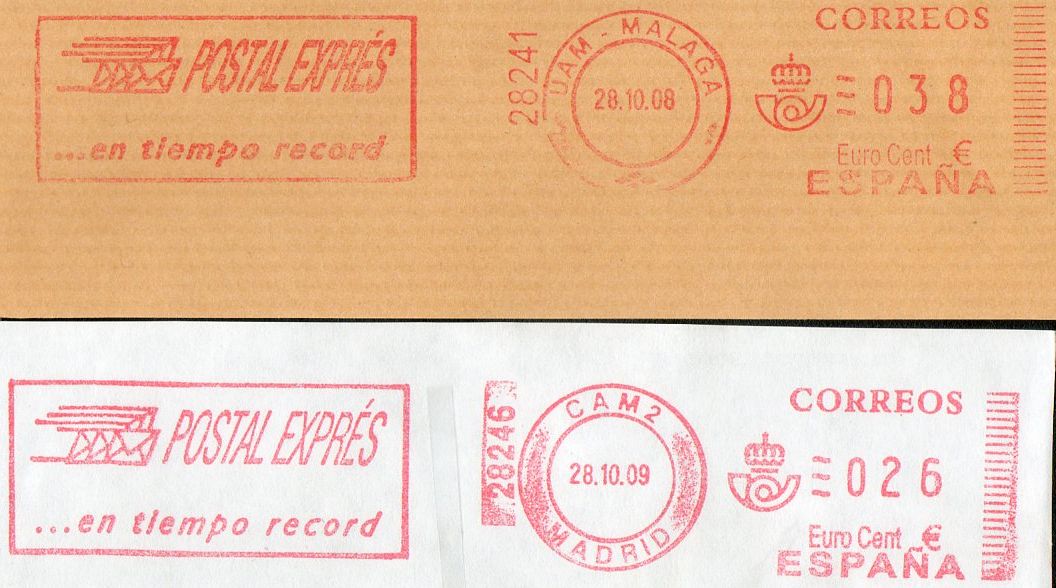 POSTAL EXPRÉS
...en tiempo record
28241
UAM - MALAGA
28.10.08
CORREOS
038
Euro Cent €
ESPAÑA
POSTAL EXPRÉS
...en tiempo record
28246
CAM2
28.10.09
MADRID
CORREOS
026
Euro Cent €
ESPAÑA